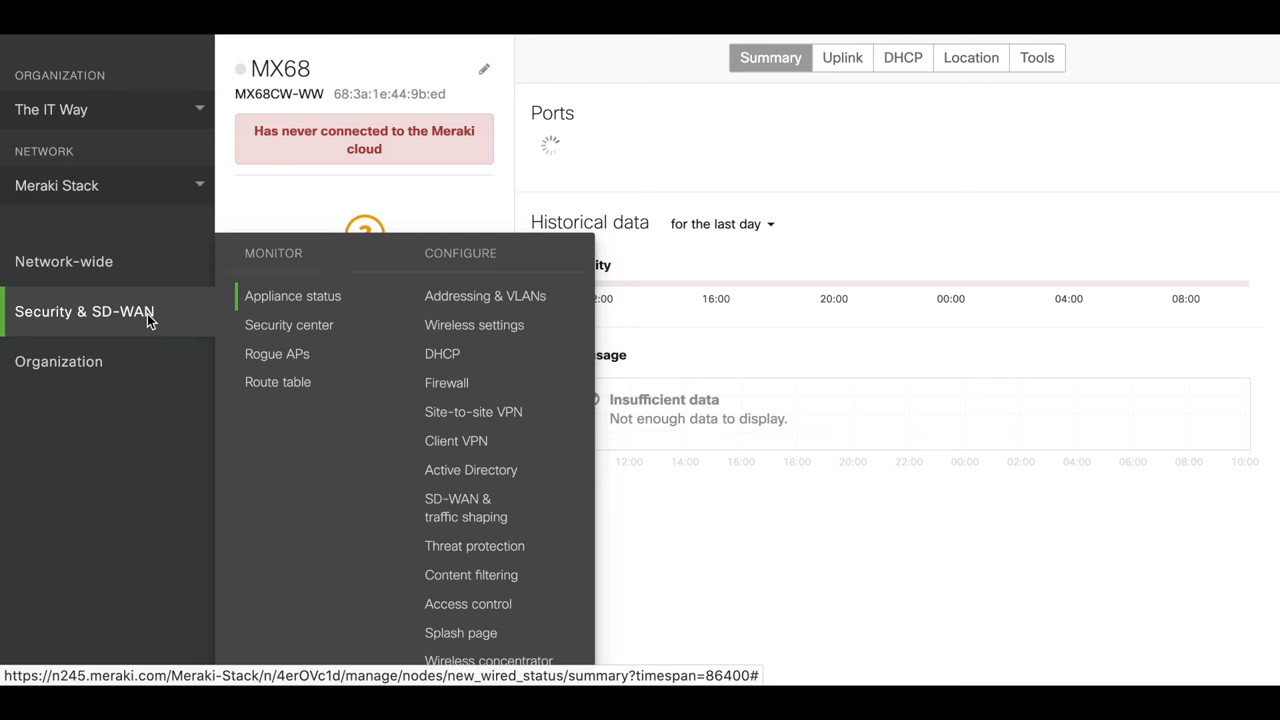 ORGANIZATION
The IT Way
NETWORK
Meraki Stack
Network-wide
Security & SD-WAN
Organization
MX68
MX68CW-WW 68:3a:1e:44:9b:ed
Has never connected to the Meraki
cloud
MONITOR
Appliance status
Security center
Rogue APs
Route table
CONFIGURE
Addressing & VLANs
Wireless settings
DHCP
Firewall
Site-to-site VPN
Client VPN
Active Directory
SD-WAN &
traffic shaping
Threat protection
Content filtering
Access control
Splash page
Wireless concentrator
Summary Uplink DHCP Location Tools
Ports
Historical data for the last day
ity
2:00 16:00 20:00 00:00 04:00 08:00
sage
Insufficient data
Not enough data to display.
12:00 14:00 16:00 18:00 20:00 22:00 00:00 02:00 04:00 06:00 08:00 10:00
https://n245.meraki.com/Meraki-Stack/n/4erOVc1d/manage/nodes/new_wired_status/summary?timespan=86400#